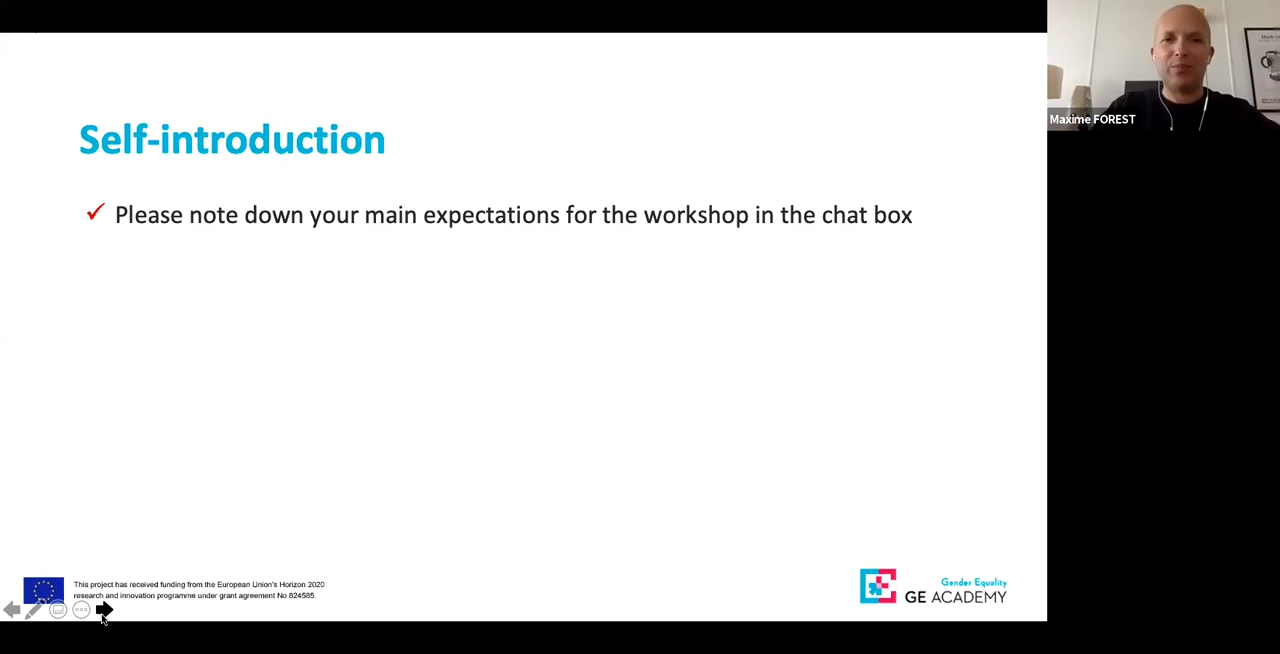 Self-introduction
✓ Please note down your main expectations for the workshop in the chat box
Maxime FOREST
This project has received funding from the European Union's Horizon 2020
research and innovation programme under grant agreement No 824585.
Gender Equality
GE ACADEMY